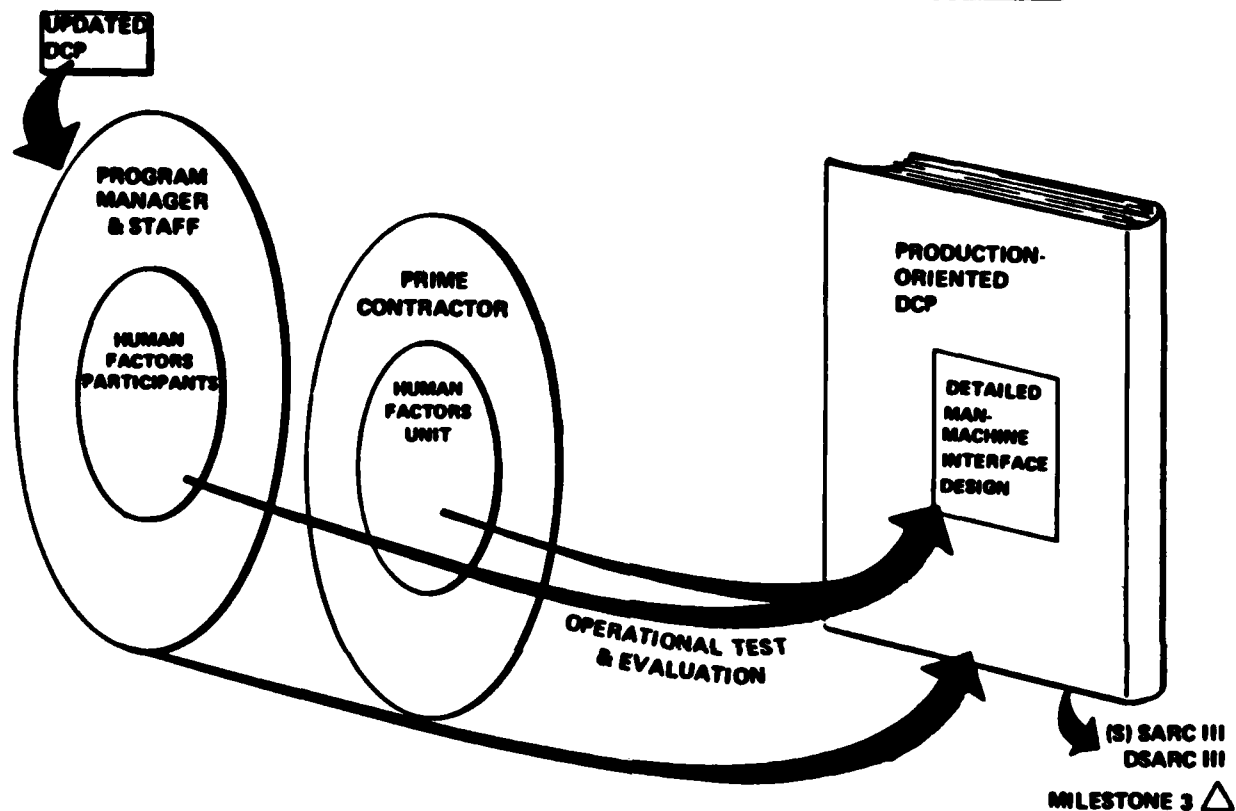 UPDATED
DCP
PROGRAM
MANAGER
& STAFF
HUMAN
FACTORS
PARTICIPANTS
PRIME
CONTRACTOR
HUMAN
FACTORS
UNIT
PRODUCTION-
ORIENTED
DCP
DETAILED
MAN-
MACHINE
INTERFACE
DESIGN
OPERATIONAL TEST
& EVALUATION
(S) SARC III
DSARC III
MILESTONE 3